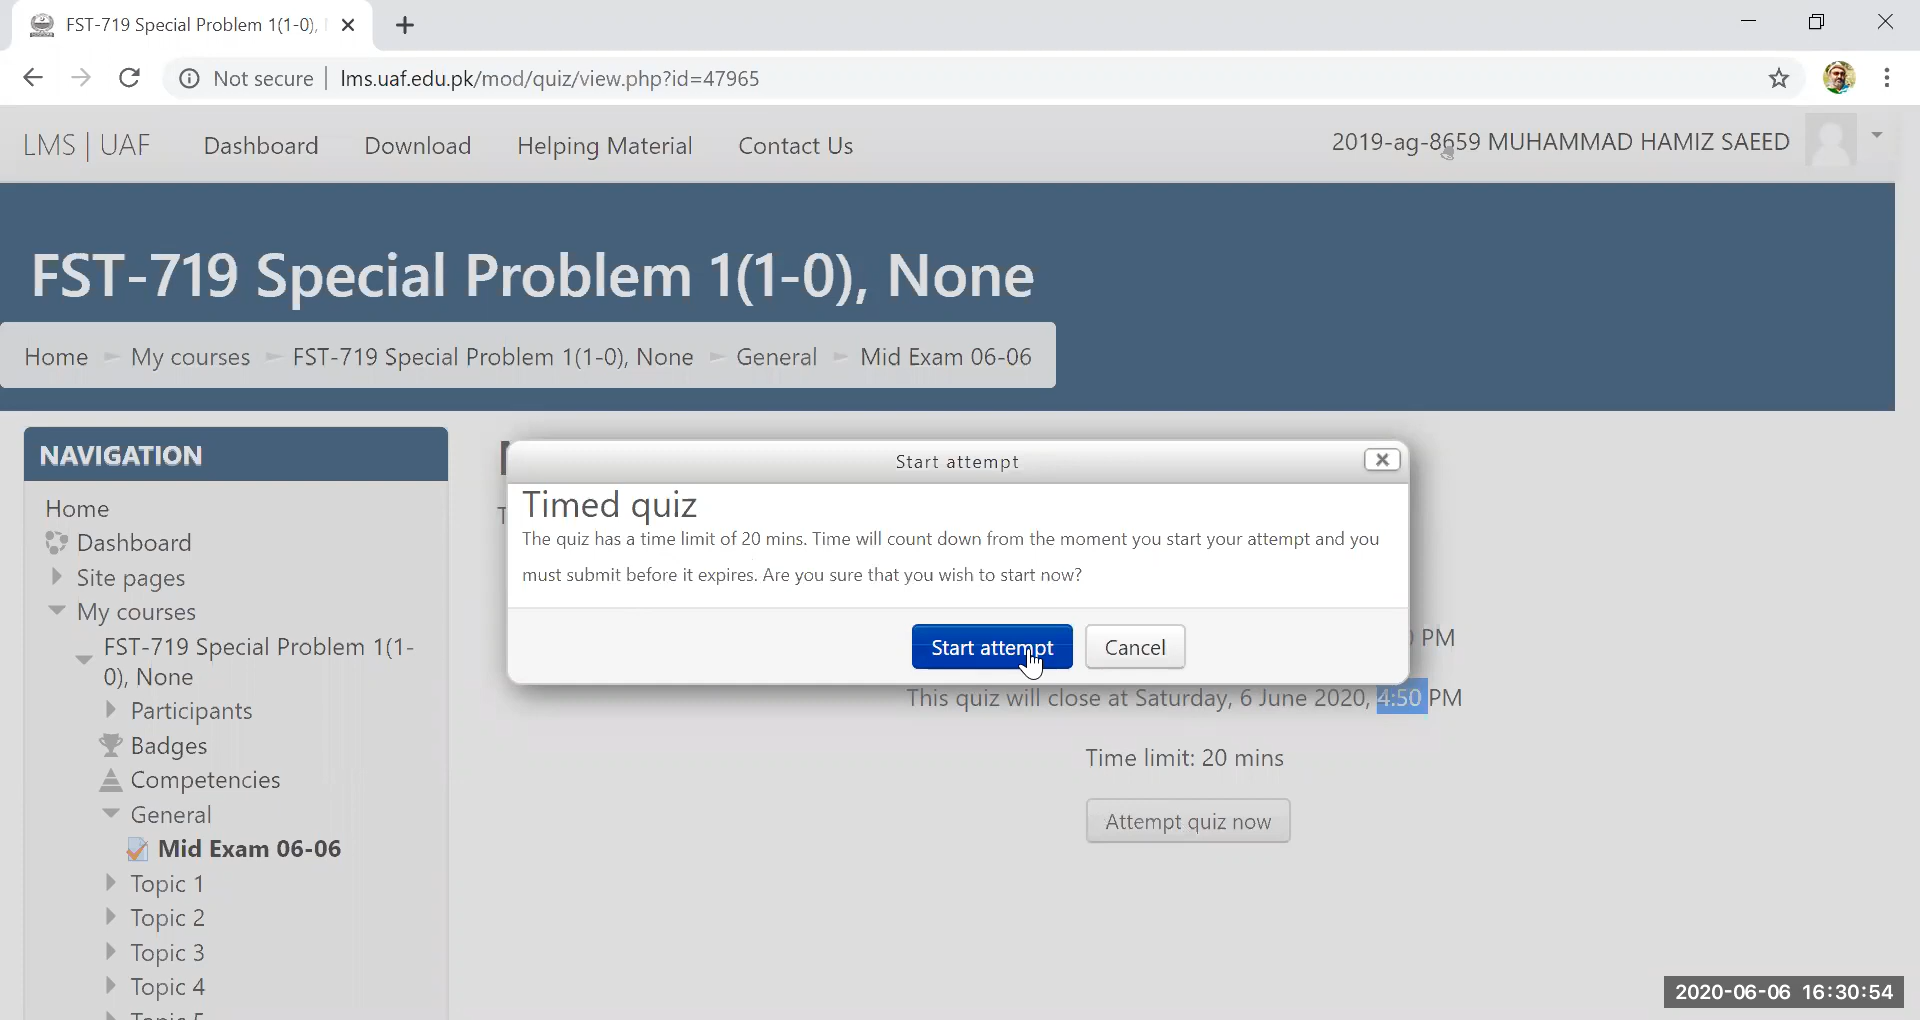 FST-719 Special Problem 1(1-0),
Not secure
lms.uaf.edu.pk/mod/quiz/view.php?id=47965
LMS | UAF
Dashboard
Download
Helping Material
Contact Us
2019-ag-8659 MUHAMMAD HAMIZ SAEED
FST-719 Special Problem 1(1-0), None
Home
My courses
FST-719 Special Problem 1(1-0), None
General
Mid Exam 06-06
NAVIGATION
Home
Dashboard
Site pages
My courses
FST-719 Special Problem 1(1-
0), None
Participants
Badges
Competencies
General
Mid Exam 06-06
Topic 1
Topic 2
Topic 3
Topic 4
Start attempt
Timed quiz
The quiz has a time limit of 20 mins. Time will count down from the moment you start your attempt and you
must submit before it expires. Are you sure that you wish to start now?
Start attempt
Cancel
PM
This quiz will close at Saturday, 6 June 2020, 4:50 PM
Time limit: 20 mins
Attempt quiz now
2020-06-06 16:30:54